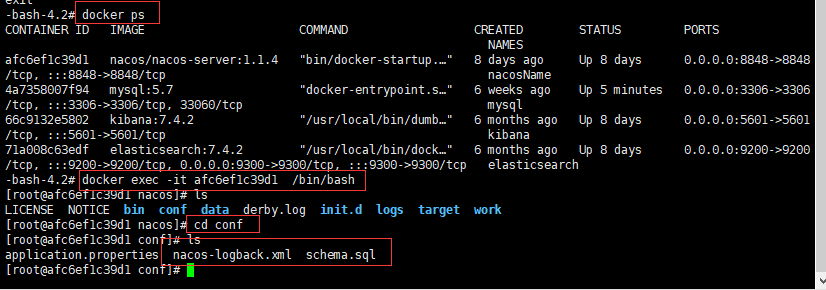 exit
-bash-4.2# docker ps
CONTAINER ID   IMAGE                       COMMAND                  CREATED        STATUS         PORTS
NAMES
afc6ef1c39d1   nacos/nacos-server:1.1.4   "bin/docker-startup.…"   8 days ago     Up 8 days      0.0.0.0:8848->8848
/tcp, :::8848->8848/tcp                                              nacosName
4a7358007f94   mysql:5.7                   "docker-entrypoint.s…"   6 weeks ago    Up 5 minutes   0.0.0.0:3306->3306
/tcp, :::3306->3306/tcp, 33060/tcp                                   mysql
66c9132e5802   kibana:7.4.2                "/usr/local/bin/dumb…"   6 months ago   Up 8 days      0.0.0.0:5601->5601
/tcp, :::5601->5601/tcp                                              kibana
71a008c63edf   elasticsearch:7.4.2         "/usr/local/bin/dock…"   6 months ago   Up 8 days      0.0.0.0:9200->9200
/tcp, :::9200->9200/tcp, 0.0.0.0:9300->9300/tcp, :::9300->9300/tcp   elasticsearch
-bash-4.2# docker exec -it afc6ef1c39d1  /bin/bash
[root@afc6ef1c39d1 nacos]# ls
LICENSE  NOTICE  bin  conf  data  derby.log  init.d  logs  target  work
[root@afc6ef1c39d1 nacos]# cd conf
[root@afc6ef1c39d1 conf]# ls
application.properties  nacos-logback.xml  schema.sql
[root@afc6ef1c39d1 conf]#